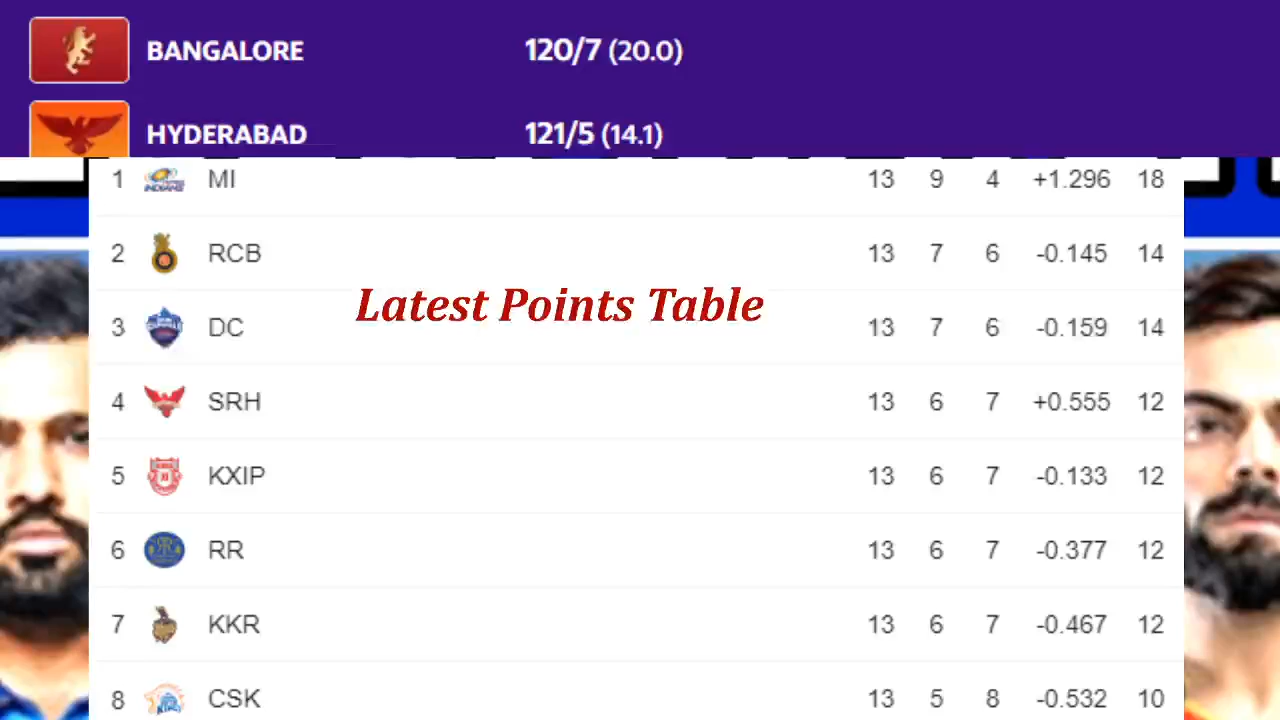 BANGALORE 120/7 (20.0)
HYDERABAD 121/5 (14.1)
1 MI 13 9 4 +1.296 18
2 RCB 13 7 6 -0.145 14
Latest Points Table
3 DC 13 7 6 -0.159 14
4 SRH 13 6 7 +0.555 12
5 KXIP 13 6 7 -0.133 12
6 RR 13 6 7 -0.377 12
7 KKR 13 6 7 -0.467 12
8 CSK 13 5 8 -0.532 10